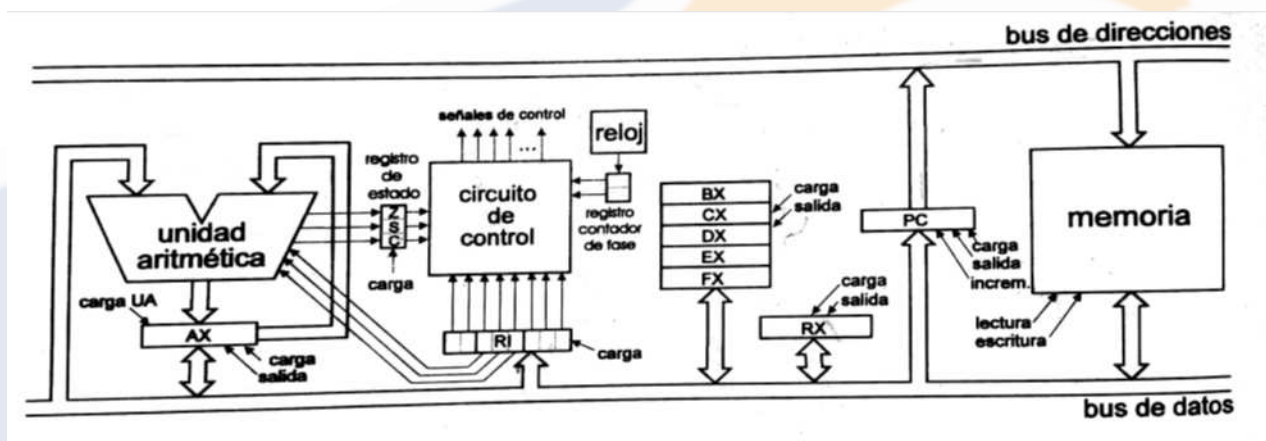 bus de direcciones
señales de control
...
reloj
registro
de
estado
Z
S
C
carga
circuito
de
control
registro
contador
de fase
unidad
aritmética
carga UA
AX
carga
salida
RI
carga
BX
CX
DX
EX
FX
carga
salida
RX
carga
salida
PC
carga
salida
increm.
memoria
lectura
escritura
bus de datos